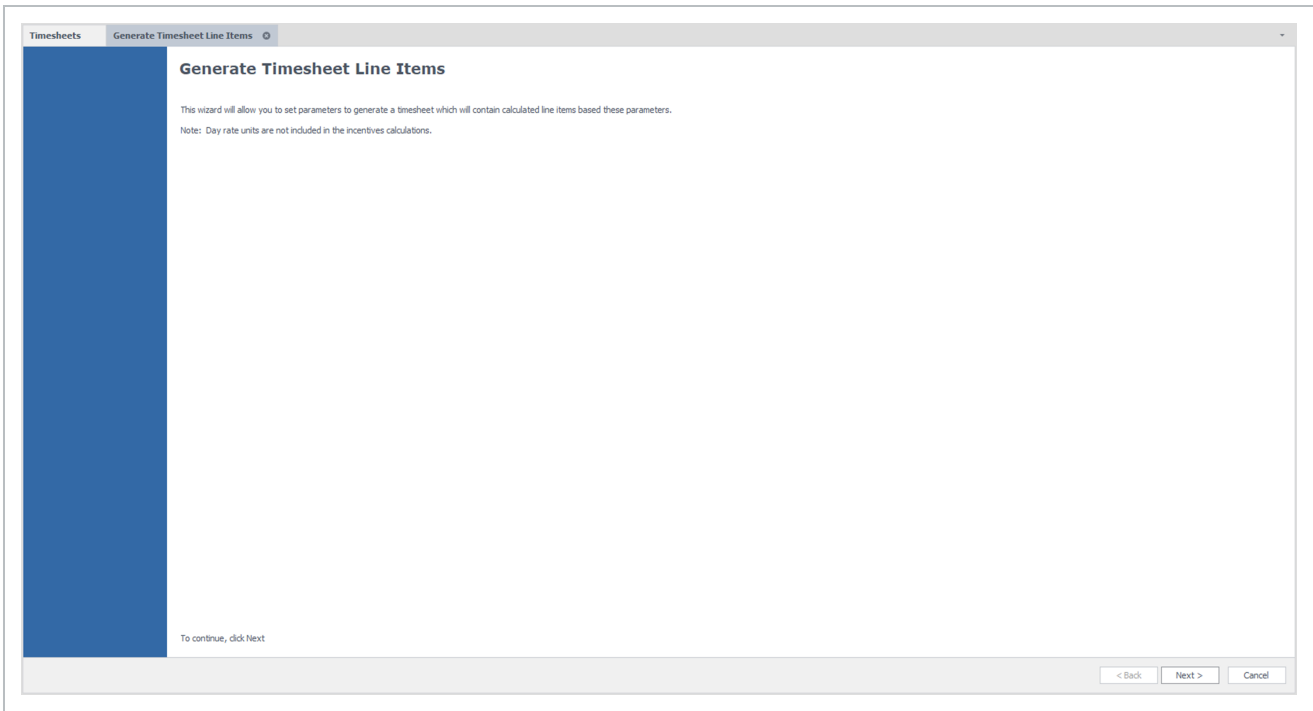 Timesheets Generate Timesheet Line Items
Generate Timesheet Line Items
This wizard will allow you to set parameters to generate a timesheet which will contain calculated line items based these parameters.
Note: Day rate units are not included in the incentives calculations.
To continue, click Next
< Back Next > Cancel